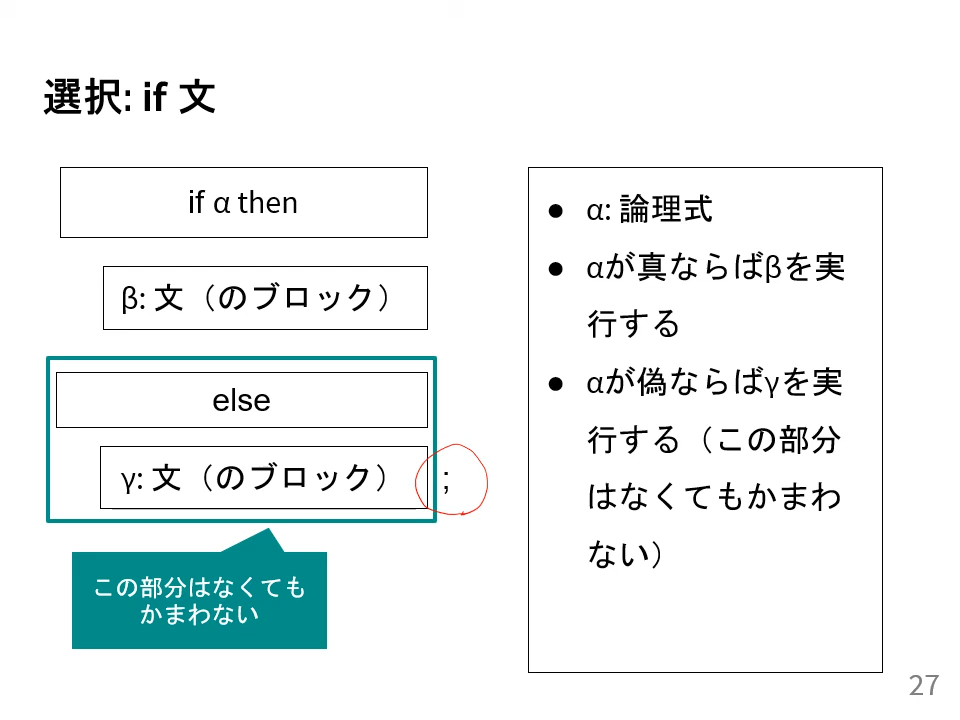 選択: if 文
if α then
β: 文（のブロック）
else
γ: 文（のブロック）
;
この部分はなくても
かまわない
● α: 論理式
● αが真ならばβを実
行する
● αが偽ならばγを実
行する（この部分
はなくてもかまわ
ない）
27